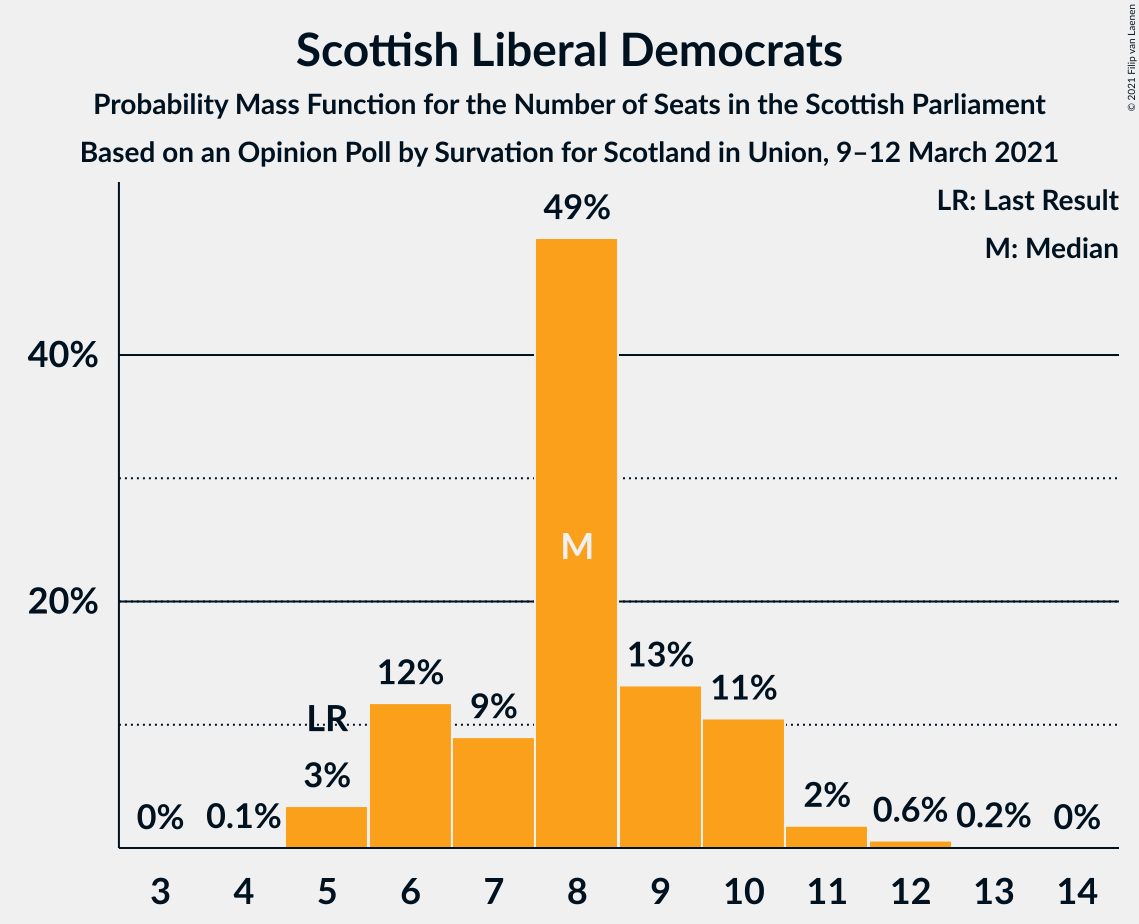 Scottish Liberal Democrats
Probability Mass Function for the Number of Seats in the Scottish Parliament
Based on an Opinion Poll by Survation for Scotland in Union, 9–12 March 2021
© 2021 Filip van Laenen
LR: Last Result
M: Median
49%
40%
M
20%
13%
12%
11%
9%
LR
3%
2%
0%
0.1%
0.6%
0.2%
0%
3 4 5 6 7 8 9 10 11 12 13 14